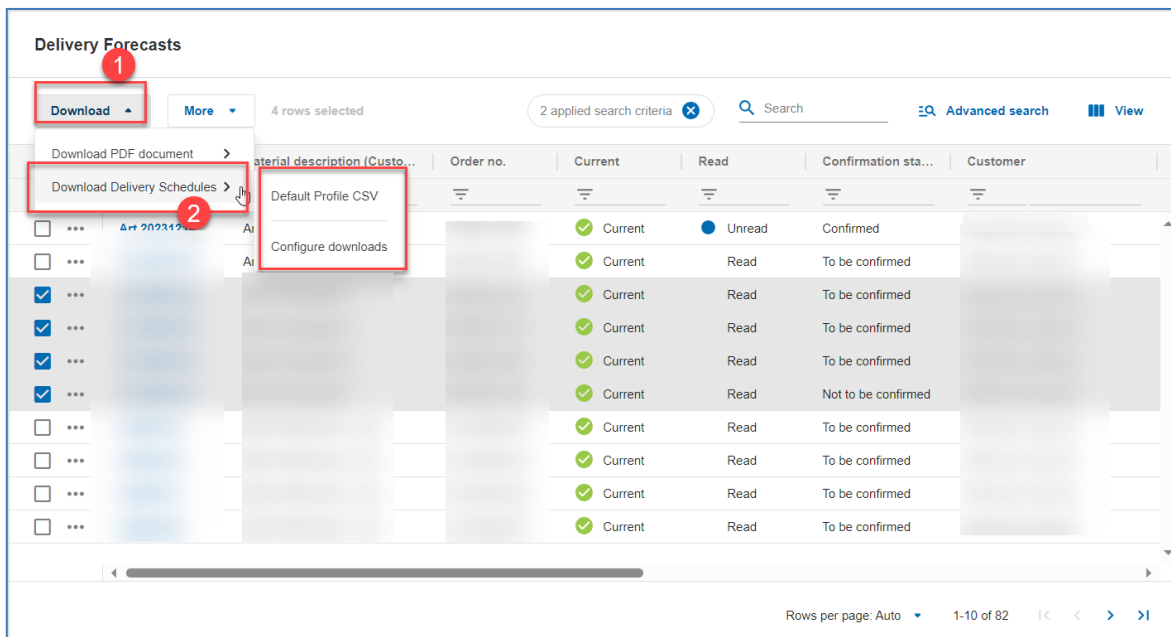 Delivery Forecasts
1
Download More 4 rows selected 2 applied search criteria Search Advanced search View
Download PDF document
aterial description (Custo... Order no. Current Read Confirmation sta... Customer
Download Delivery Schedules
Default Profile CSV
2
Art 2023121 Current Unread Confirmed
Configure downloads
Current Read To be confirmed
Current Read To be confirmed
Current Read To be confirmed
Current Read To be confirmed
Current Read Not to be confirmed
Current Read To be confirmed
Current Read To be confirmed
Current Read To be confirmed
Current Read To be confirmed
Rows per page: Auto 1-10 of 82